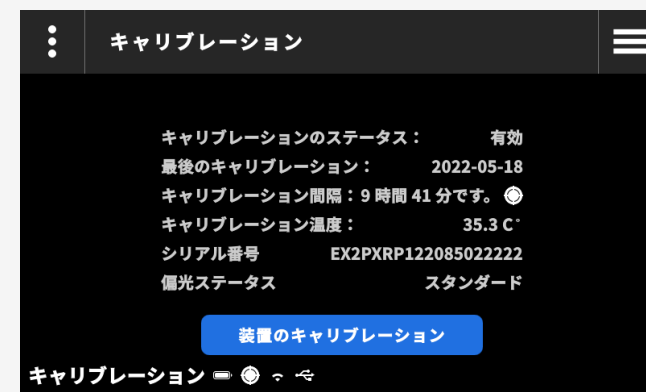 キャリブレーション
キャリブレーションのステータス： 有効
最後のキャリブレーション： 2022-05-18
キャリブレーション間隔：9 時間 41 分です。
キャリブレーション温度： 35.3 C°
シリアル番号 EX2PXRP122085022222
偏光ステータス スタンダード
装置のキャリブレーション
キャリブレーション